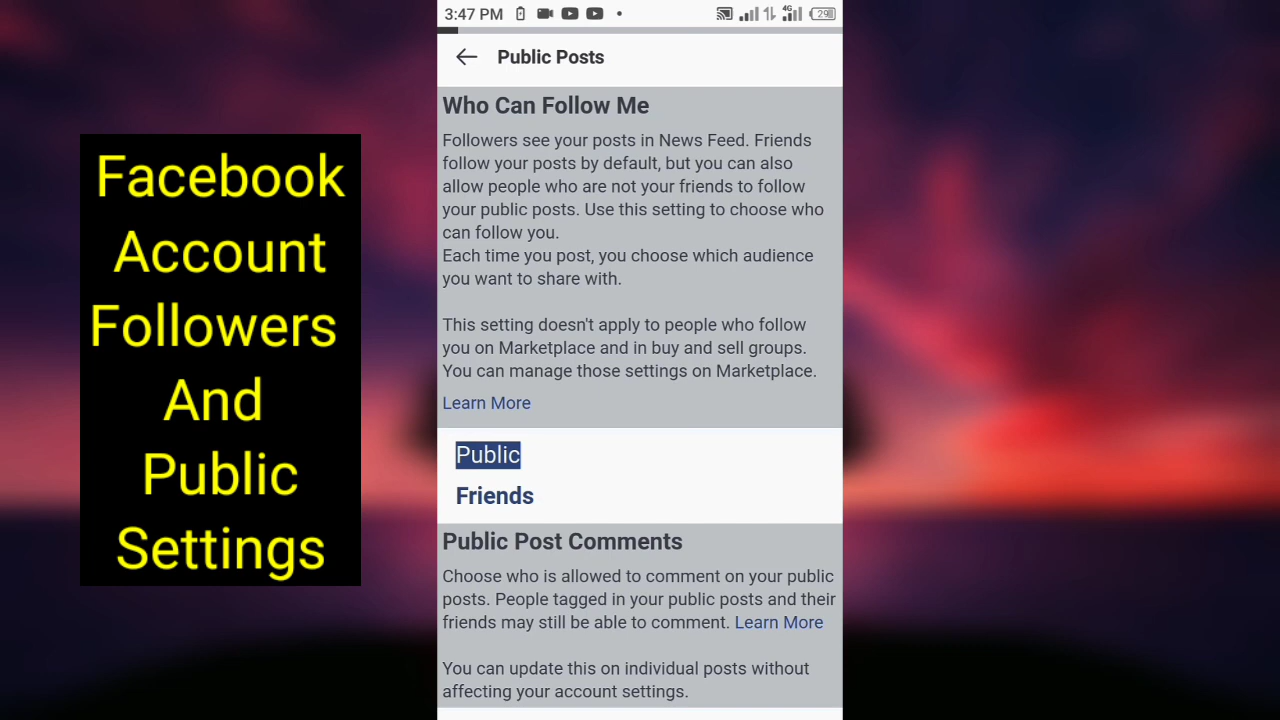 Facebook
Account
Followers
And
Public
Settings
3:47 PM
4G
29
Public Posts
Who Can Follow Me
Followers see your posts in News Feed. Friends
follow your posts by default, but you can also
allow people who are not your friends to follow
your public posts. Use this setting to choose who
can follow you.
Each time you post, you choose which audience
you want to share with.
This setting doesn't apply to people who follow
you on Marketplace and in buy and sell groups.
You can manage those settings on Marketplace.
Learn More
Public
Friends
Public Post Comments
Choose who is allowed to comment on your public
posts. People tagged in your public posts and their
friends may still be able to comment. Learn More
You can update this on individual posts without
affecting your account settings.